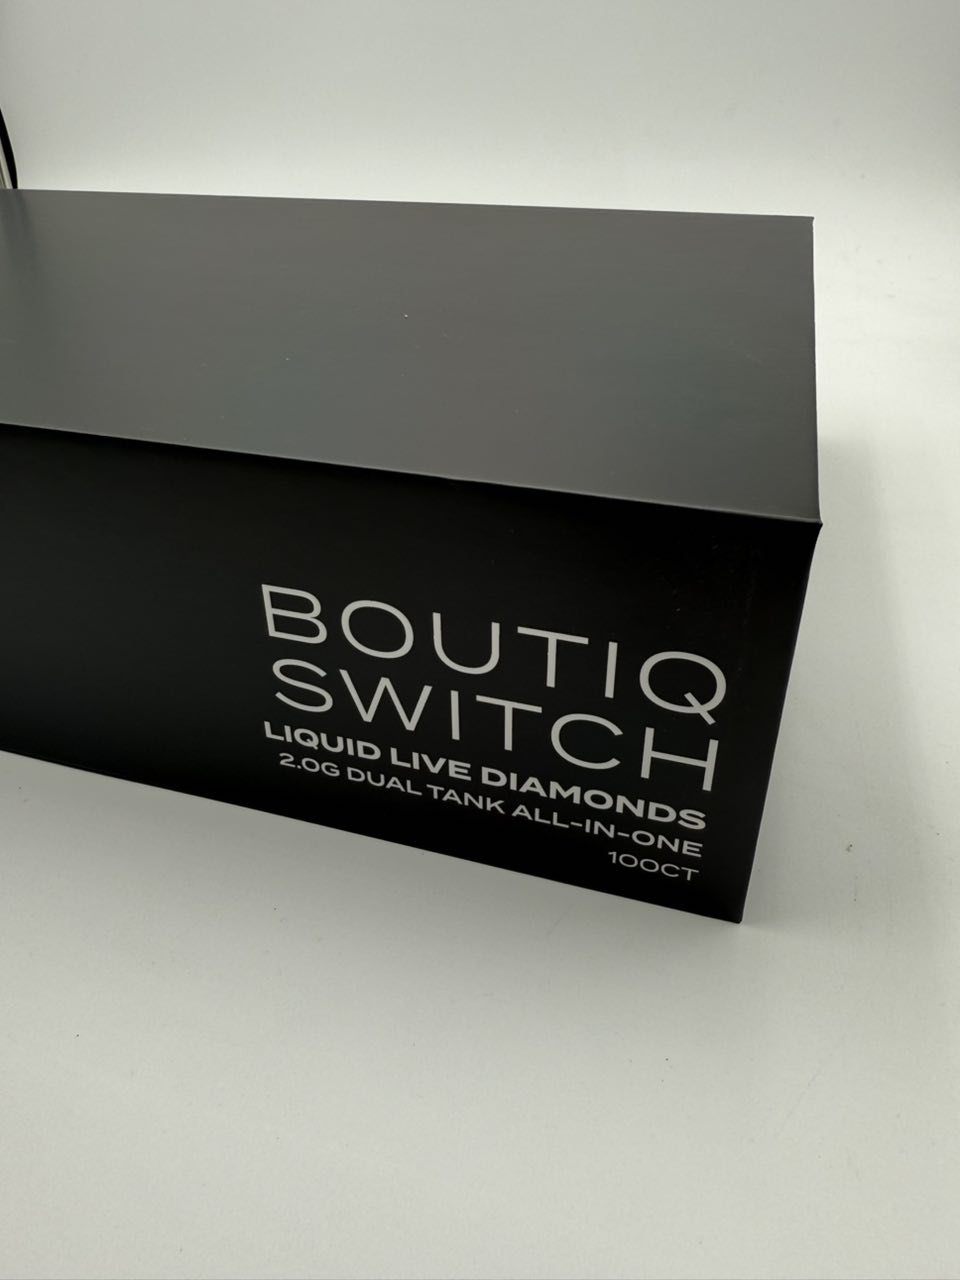 BOUTIQ
SWITCH
LIQUID LIVE DIAMONDS
2.0G DUAL TANK ALL-IN-ONE
100CT